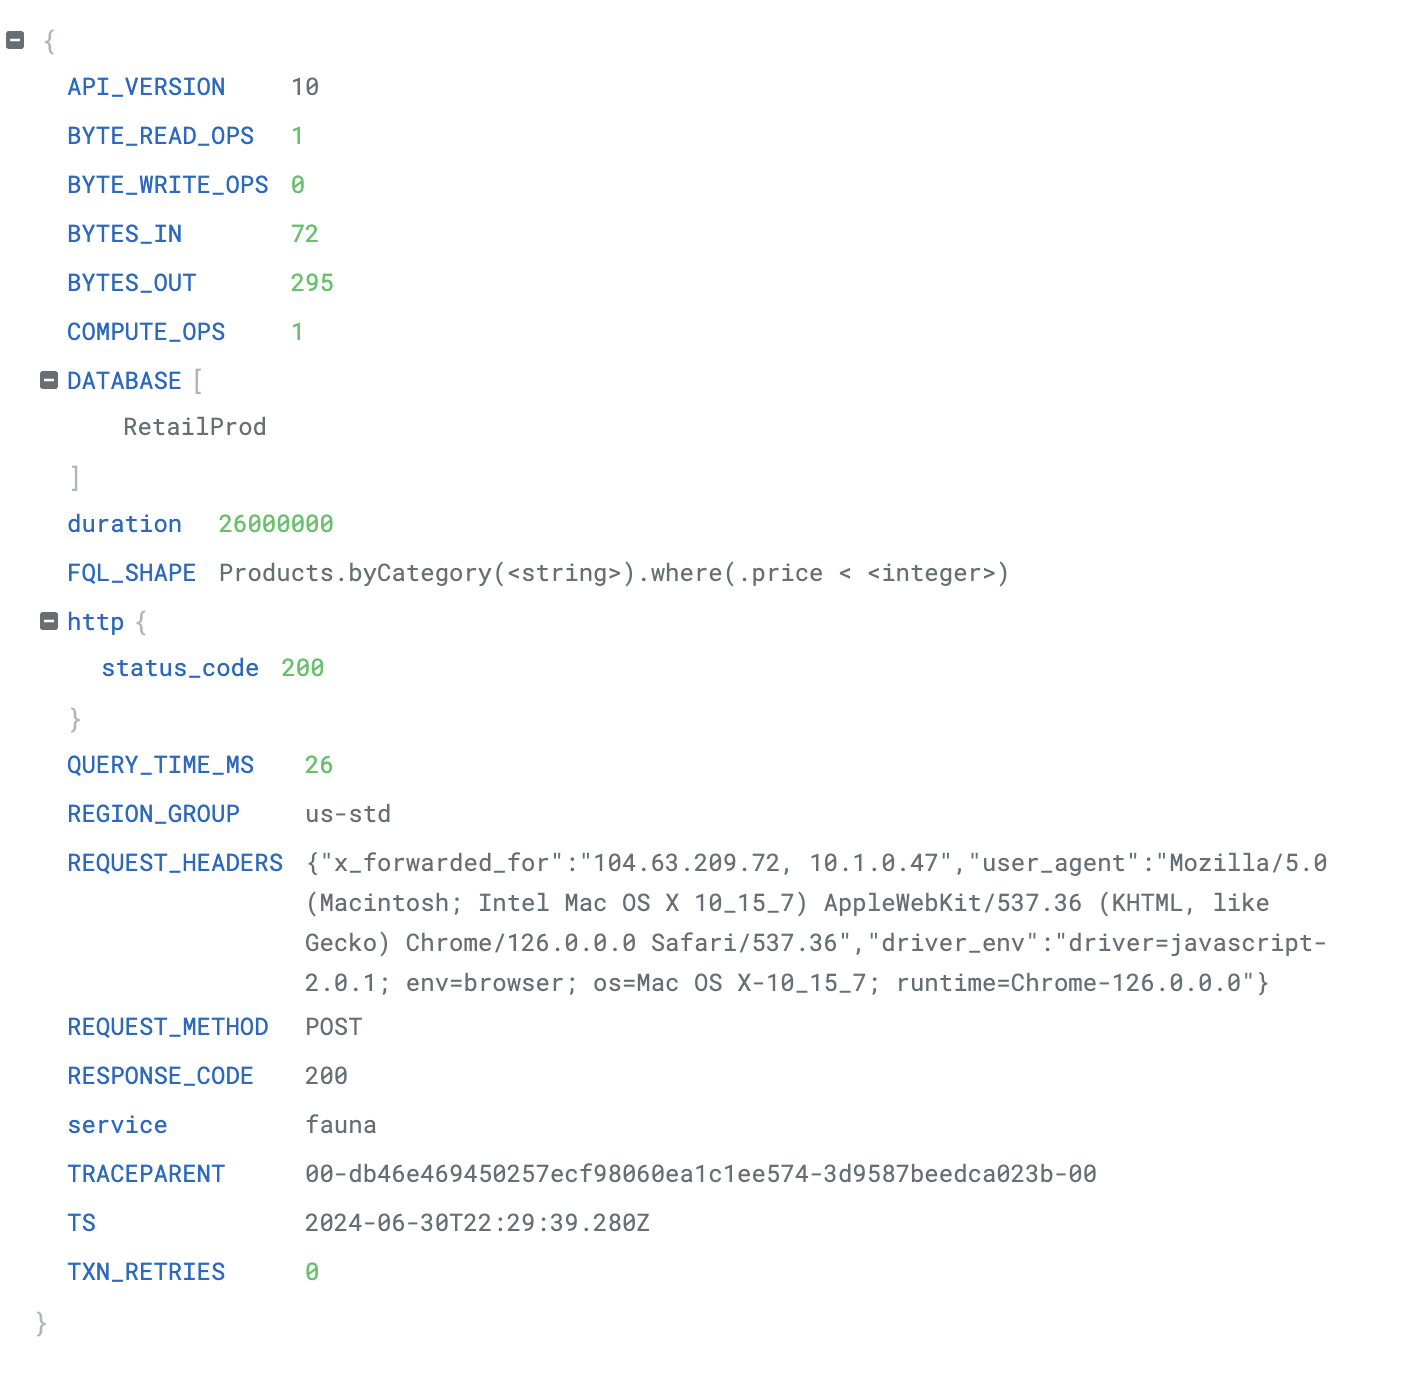 {
API_VERSION 10
BYTE_READ_OPS 1
BYTE_WRITE_OPS 0
BYTES_IN 72
BYTES_OUT 295
COMPUTE_OPS 1
DATABASE [
RetailProd
]
duration 26000000
FQL_SHAPE Products.byCategory(<string>).where(.price < <integer>)
http {
status_code 200
}
QUERY_TIME_MS 26
REGION_GROUP us-std
REQUEST_HEADERS {"x_forwarded_for":"104.63.209.72, 10.1.0.47","user_agent":"Mozilla/5.0
(Macintosh; Intel Mac OS X 10_15_7) AppleWebKit/537.36 (KHTML, like
Gecko) Chrome/126.0.0.0 Safari/537.36","driver_env":"driver=javascript-
2.0.1; env=browser; os=Mac OS X-10_15_7; runtime=Chrome-126.0.0.0"}
REQUEST_METHOD POST
RESPONSE_CODE 200
service fauna
TRACEPARENT 00-db46e469450257ecf98060ea1c1ee574-3d9587beedca023b-00
TS 2024-06-30T22:29:39.280Z
TXN_RETRIES 0
}